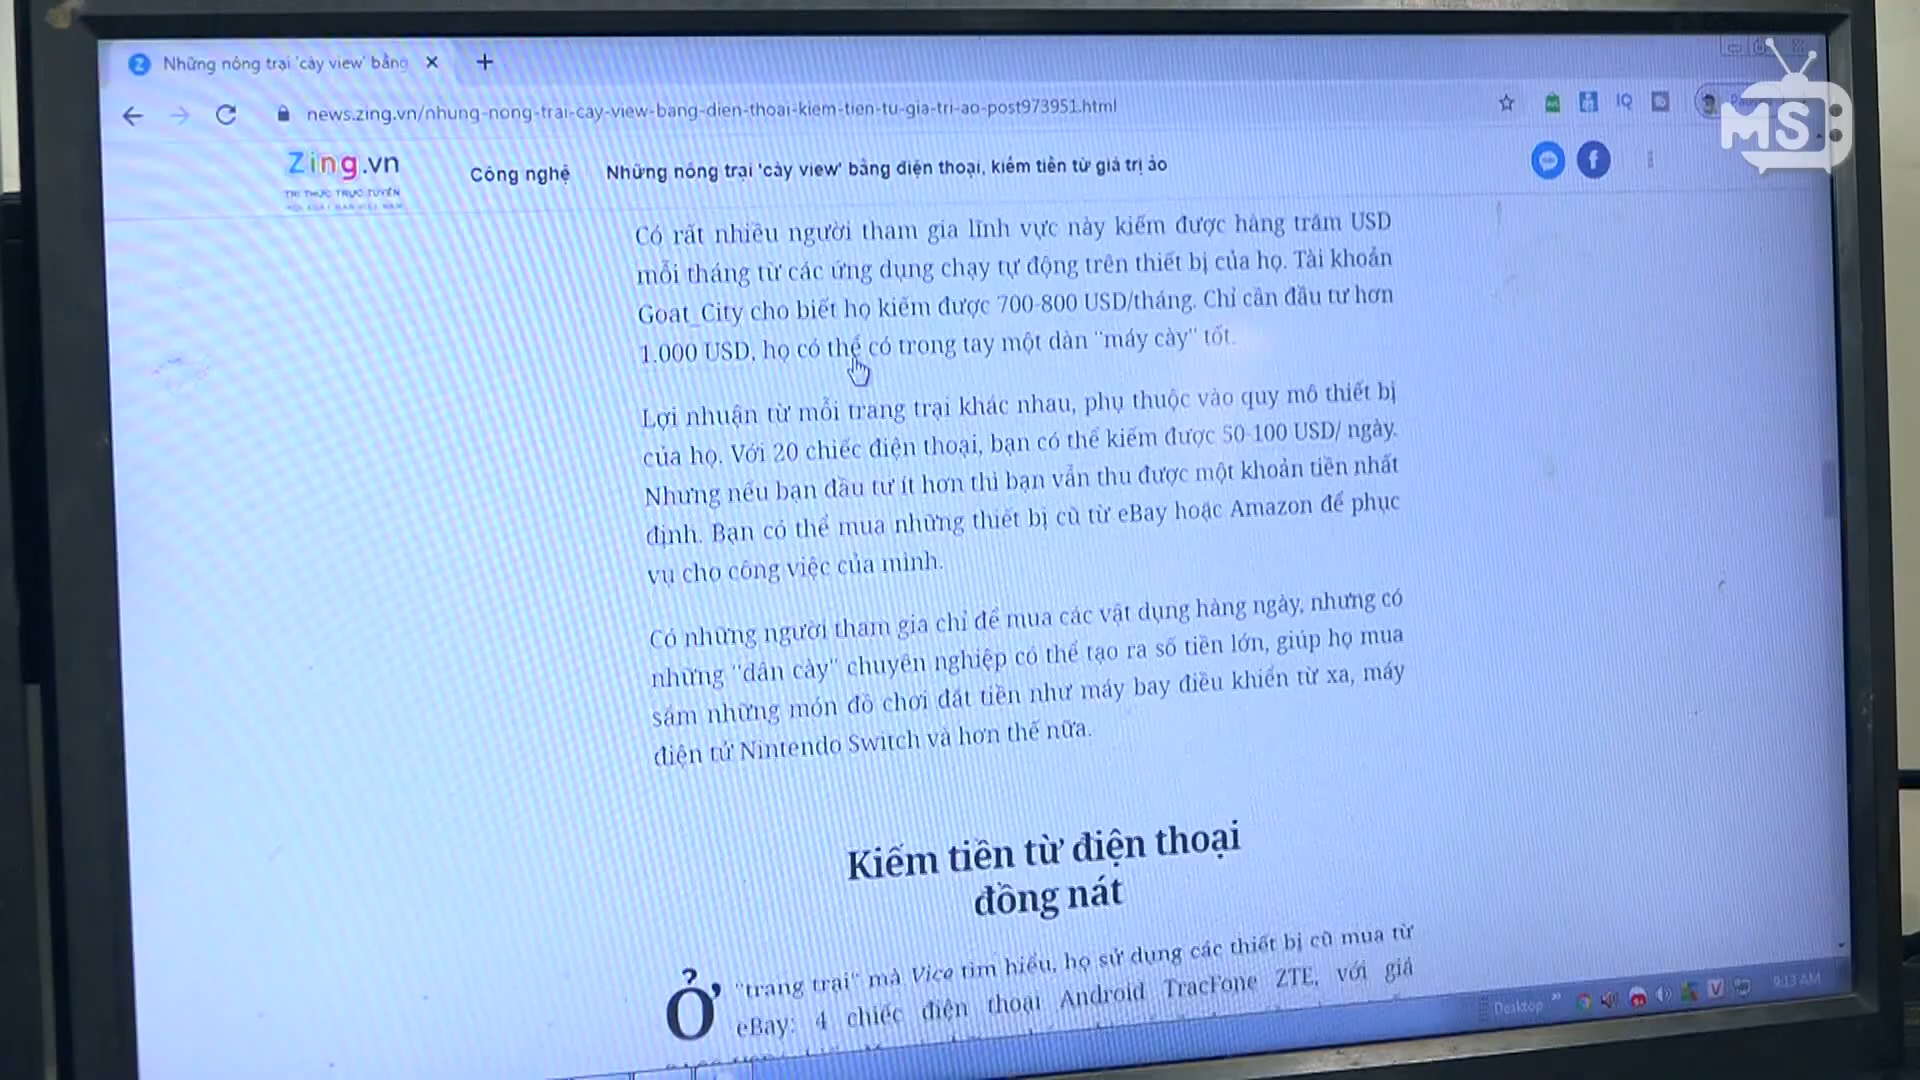 Những nông trại 'cày view' bằng
news.zing.vn/nhung-nong-trai-cay-view-bang-dien-thoai-kiem-tien-tu-gia-tri-ao-post973951.html
IQ
MS
Zing.vn
TRI THỨC TRỰC TUYẾN
Công nghệ
Những nông trại 'cày view' bằng điện thoại, kiếm tiền từ giá trị ảo
Có rất nhiều người tham gia lĩnh vực này kiếm được hàng trăm USD
mỗi tháng từ các ứng dụng chạy tự động trên thiết bị của họ. Tài khoản
Goat_City cho biết họ kiếm được 700-800 USD/tháng. Chỉ cần đầu tư hơn
1.000 USD, họ có thể có trong tay một dàn "máy cày" tốt.
Lợi nhuận từ mỗi trang trại khác nhau, phụ thuộc vào quy mô thiết bị
của họ. Với 20 chiếc điện thoại, bạn có thể kiếm được 50-100 USD/ ngày.
Nhưng nếu bạn đầu tư ít hơn thì bạn vẫn thu được một khoản tiền nhất
định. Bạn có thể mua những thiết bị cũ từ eBay hoặc Amazon để phục
vụ cho công việc của mình.
Có những người tham gia chỉ để mua các vật dụng hàng ngày, nhưng có
những "dân cày" chuyên nghiệp có thể tạo ra số tiền lớn, giúp họ mua
sắm những món đồ chơi đắt tiền như máy bay điều khiển từ xa, máy
điện tử Nintendo Switch và hơn thế nữa.
Kiếm tiền từ điện thoại
đồng nát
Ở "trang trại" mà Vice tìm hiểu, họ sử dụng các thiết bị cũ mua từ
eBay: 4 chiếc điện thoại Android TracFone ZTE, với giá
Desktop
9:13 AM